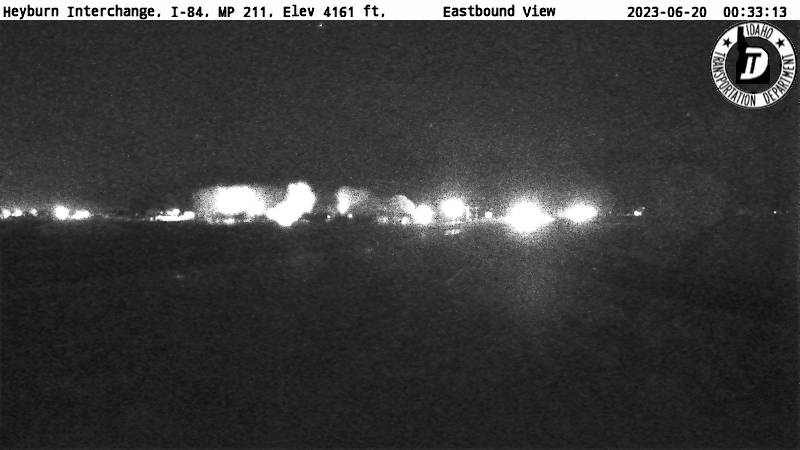 Heyburn Interchange, I-84, MP 211, Elev 4161 ft, Eastbound View 2023-06-20 00:33:13
IDAHO
TRANSPORTATION DEPARTMENT